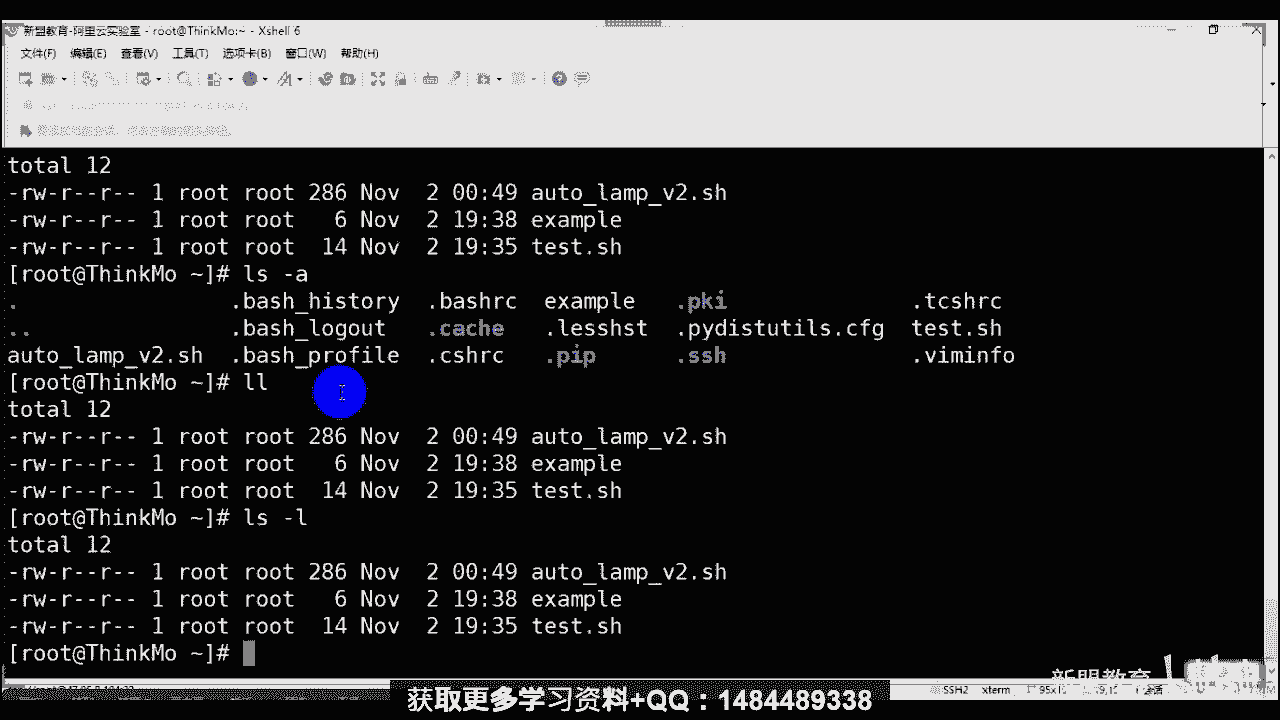 新盟教育-阿里云实验室 - root@ThinkMo:~ - Xshell 6
文件(F) 编辑(E) 查看(V) 工具(T) 选项卡(B) 窗口(W) 帮助(H)
total 12
-rw-r--r-- 1 root root 286 Nov  2 00:49 auto_lamp_v2.sh
-rw-r--r-- 1 root root   6 Nov  2 19:38 example
-rw-r--r-- 1 root root  14 Nov  2 19:35 test.sh
[root@ThinkMo ~]# ls -a
. .bash_history .bashrc example .pki .tcshrc
.. .bash_logout .cache .lesshst .pydistutils.cfg test.sh
auto_lamp_v2.sh .bash_profile .cshrc .pip .ssh .viminfo
[root@ThinkMo ~]# ll
total 12
-rw-r--r-- 1 root root 286 Nov  2 00:49 auto_lamp_v2.sh
-rw-r--r-- 1 root root   6 Nov  2 19:38 example
-rw-r--r-- 1 root root  14 Nov  2 19:35 test.sh
[root@ThinkMo ~]# ls -l
total 12
-rw-r--r-- 1 root root 286 Nov  2 00:49 auto_lamp_v2.sh
-rw-r--r-- 1 root root   6 Nov  2 19:38 example
-rw-r--r-- 1 root root  14 Nov  2 19:35 test.sh
[root@ThinkMo ~]#
新盟教育
SSH2 xterm
获取更多学习资料+QQ：1484489338